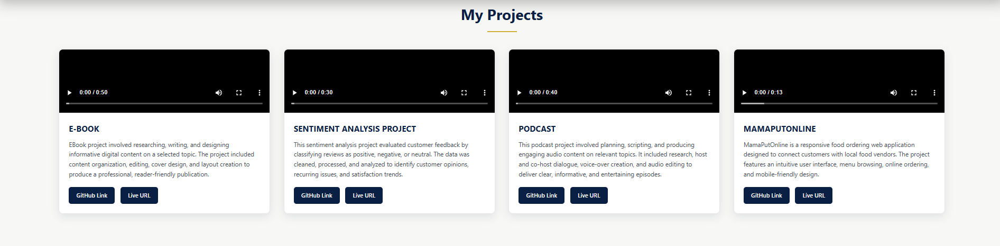 My Projects
0:00 / 0:50
0:00 / 0:30
0:00 / 0:40
0:00 / 0:13
E-BOOK
EBook project involved researching, writing, and designing
informative digital content on a selected topic. The project included
content organization, editing, cover design, and layout creation to
produce a professional, reader-friendly publication.
GitHub Link
Live URL
SENTIMENT ANALYSIS PROJECT
This sentiment analysis project evaluated customer feedback by
classifying reviews as positive, negative, or neutral. The data was
cleaned, processed, and analyzed to identify customer opinions,
recurring issues, and satisfaction trends.
GitHub Link
Live URL
PODCAST
This podcast project involved planning, scripting, and producing
engaging audio content on relevant topics. It included research, host
and co-host dialogue, voice-over creation, and audio editing to
deliver clear, informative, and entertaining episodes.
GitHub Link
Live URL
MAMAPUTONLINE
MamaPutOnline is a responsive food ordering web application
designed to connect customers with local food vendors. The project
features an intuitive user interface, menu browsing, online ordering,
and mobile-friendly design.
GitHub Link
Live URL